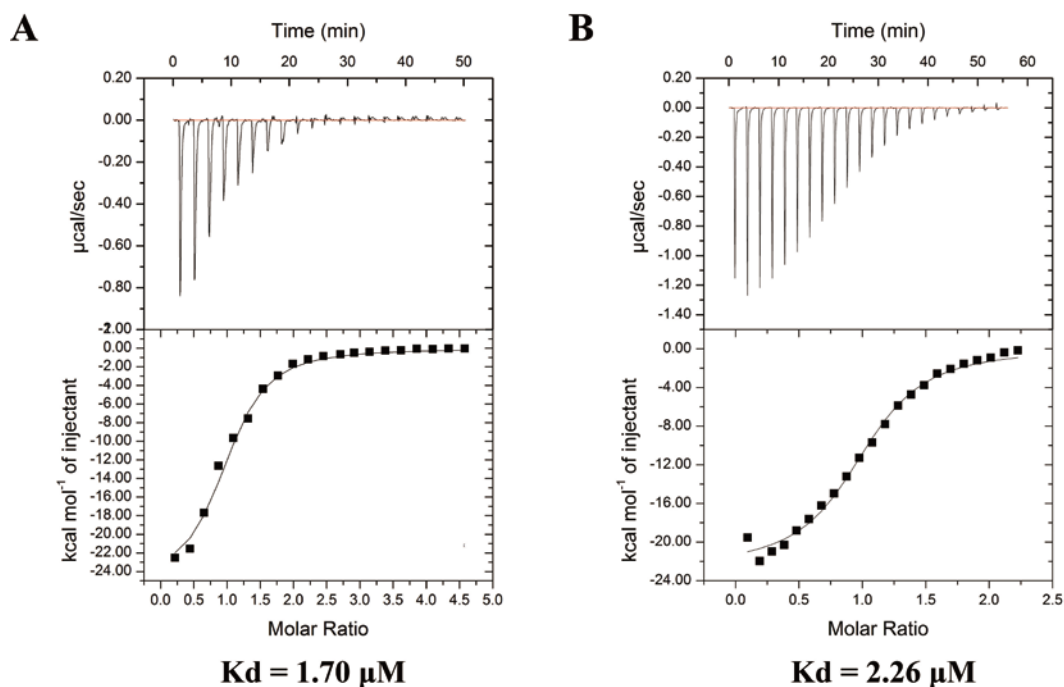 A
Time (min)
0 10 20 30 40 50
0.20
0.00
-0.20
-0.40
-0.60
-0.80
µcal/sec
0.00
-2.00
-4.00
-6.00
-8.00
-10.00
-12.00
-14.00
-16.00
-18.00
-20.00
-22.00
-24.00
kcal mol⁻¹ of injectant
0.0 0.5 1.0 1.5 2.0 2.5 3.0 3.5 4.0 4.5 5.0
Molar Ratio
Kd = 1.70 µM
B
Time (min)
0 10 20 30 40 50 60
0.20
0.00
-0.20
-0.40
-0.60
-0.80
-1.00
-1.20
-1.40
µcal/sec
0.00
-4.00
-8.00
-12.00
-16.00
-20.00
-24.00
kcal mol⁻¹ of injectant
0.0 0.5 1.0 1.5 2.0 2.5
Molar Ratio
Kd = 2.26 µM